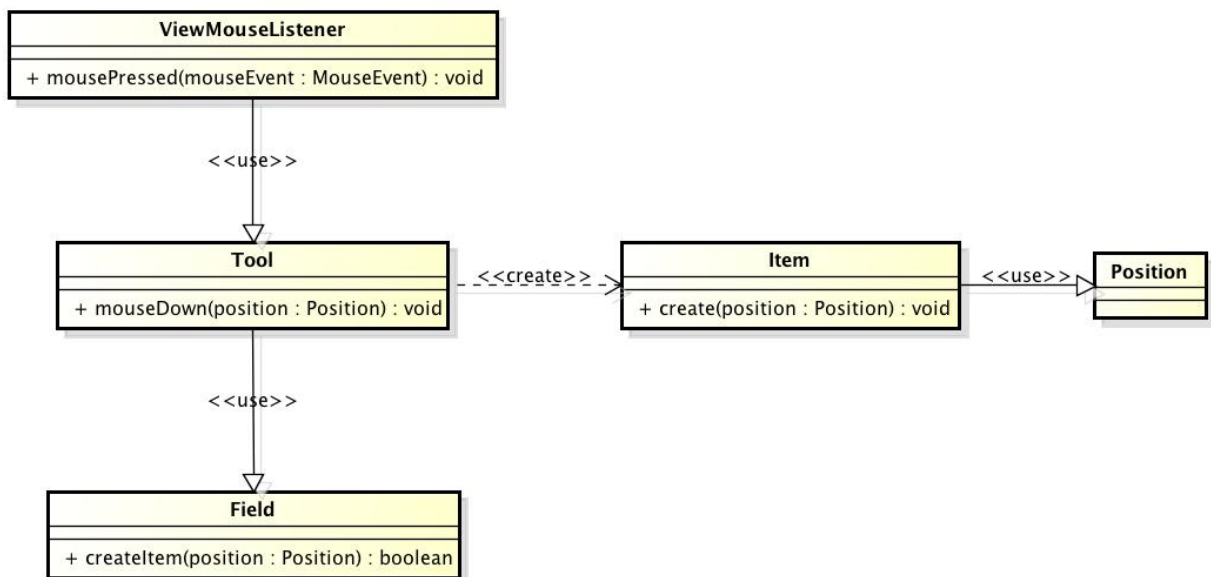 ViewMouseListener
+ mousePressed(mouseEvent : MouseEvent) : void
<<use>>
Tool
+ mouseDown(position : Position) : void
<<create>>
Item
+ create(position : Position) : void
<<use>>
Position
<<use>>
Field
+ createItem(position : Position) : boolean